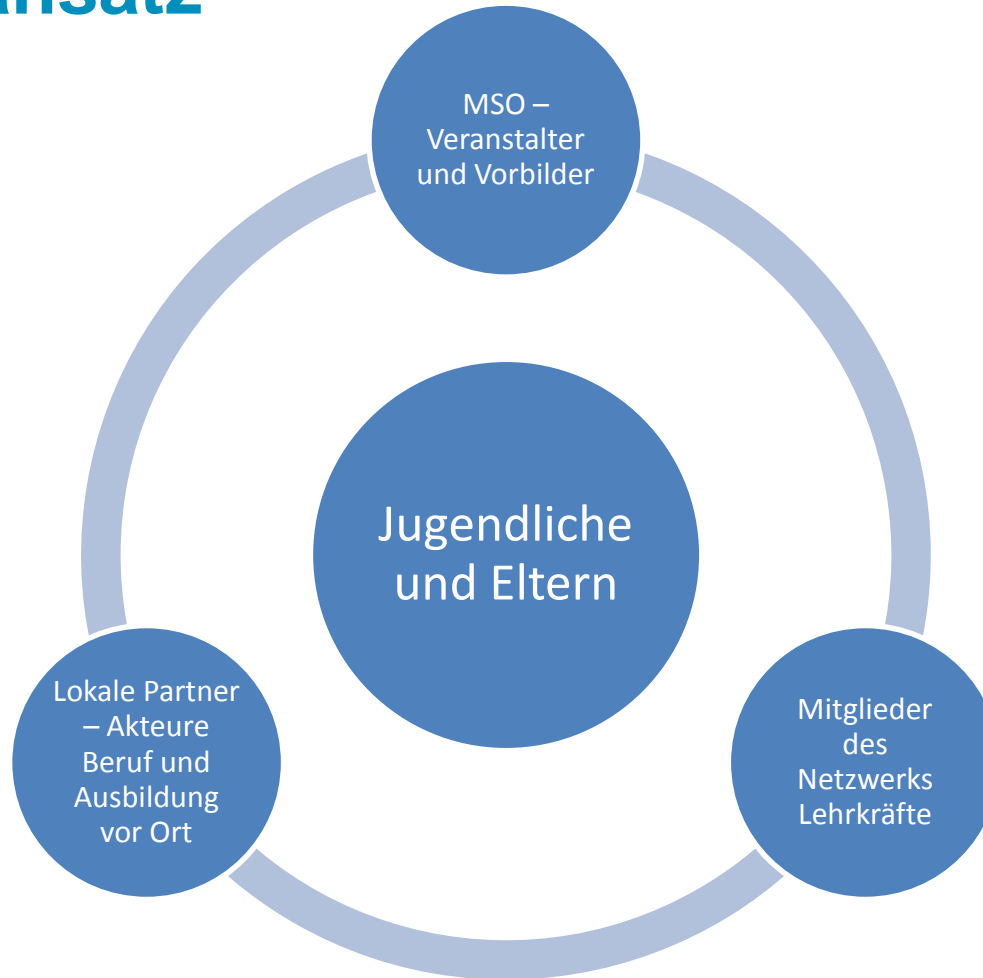 ansatz
MSO –
Veranstalter
und Vorbilder
Jugendliche
und Eltern
Lokale Partner
– Akteure
Beruf und
Ausbildung
vor Ort
Mitglieder
des
Netzwerks
Lehrkräfte